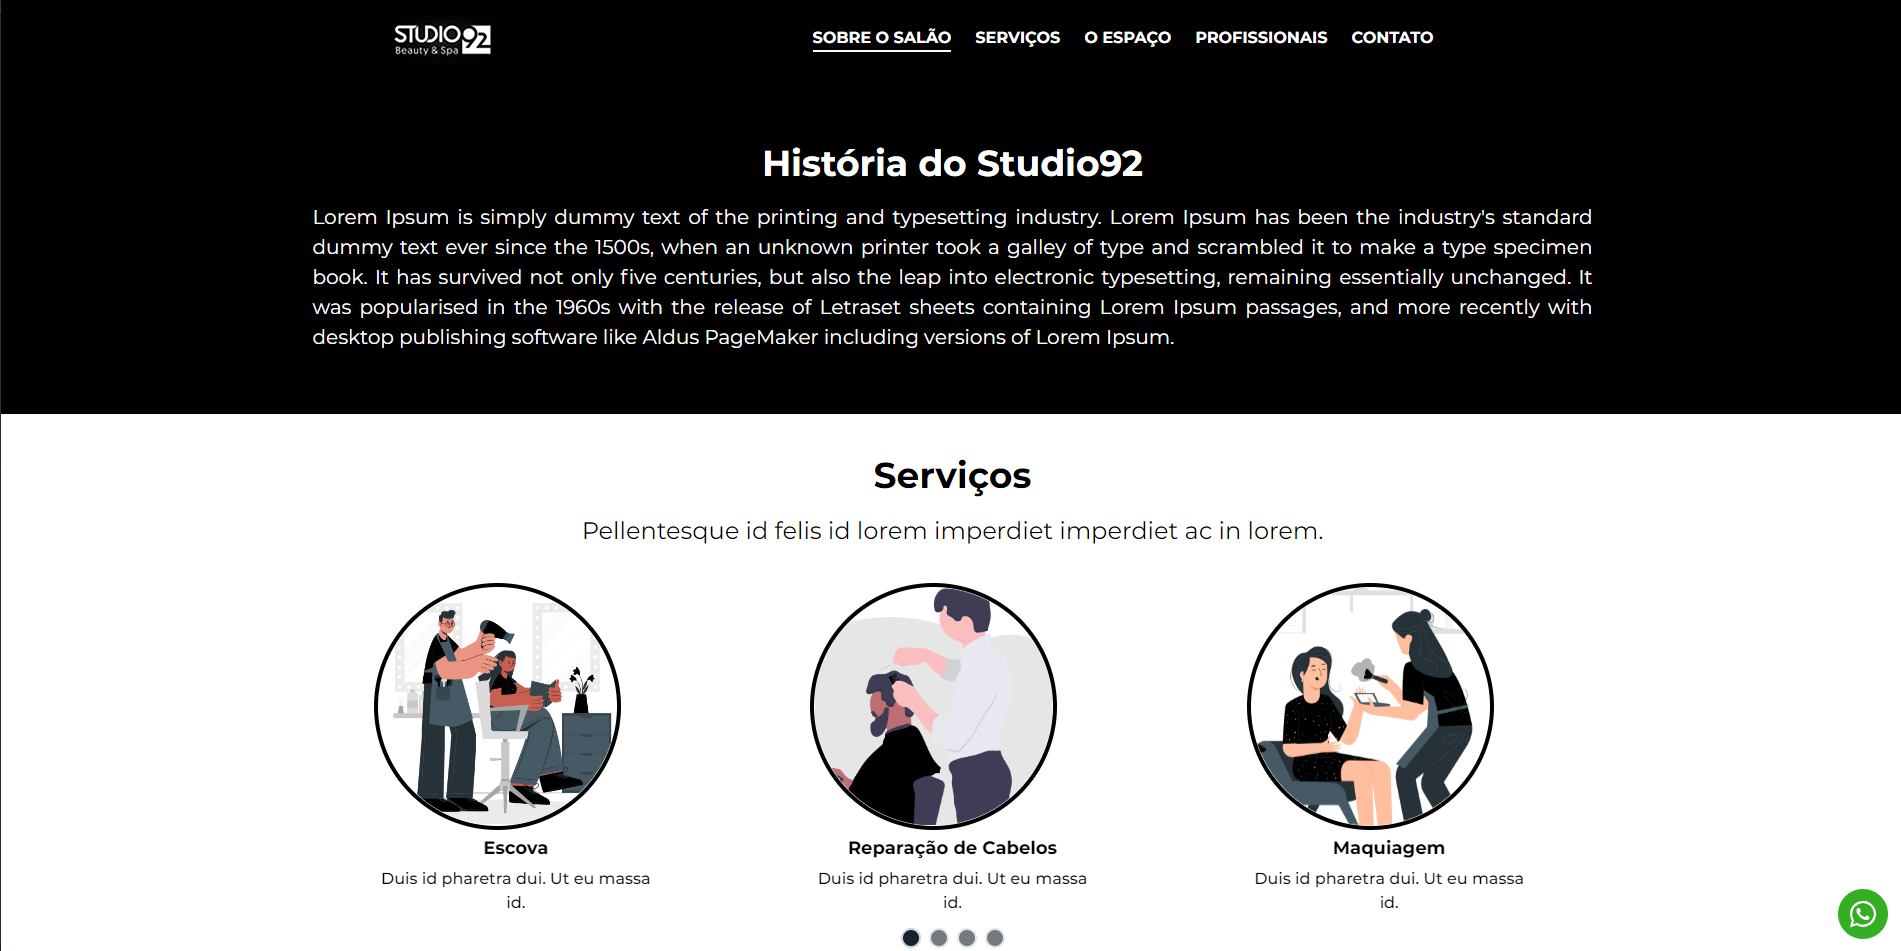 STUDIO92
Beauty & Spa
SOBRE O SALÃO SERVIÇOS O ESPAÇO PROFISSIONAIS CONTATO
História do Studio92
Lorem Ipsum is simply dummy text of the printing and typesetting industry. Lorem Ipsum has been the industry's standard
dummy text ever since the 1500s, when an unknown printer took a galley of type and scrambled it to make a type specimen
book. It has survived not only five centuries, but also the leap into electronic typesetting, remaining essentially unchanged. It
was popularised in the 1960s with the release of Letraset sheets containing Lorem Ipsum passages, and more recently with
desktop publishing software like Aldus PageMaker including versions of Lorem Ipsum.
Serviços
Pellentesque id felis id lorem imperdiet imperdiet ac in lorem.
Escova
Duis id pharetra dui. Ut eu massa
id.
Reparação de Cabelos
Duis id pharetra dui. Ut eu massa
id.
Maquiagem
Duis id pharetra dui. Ut eu massa
id.